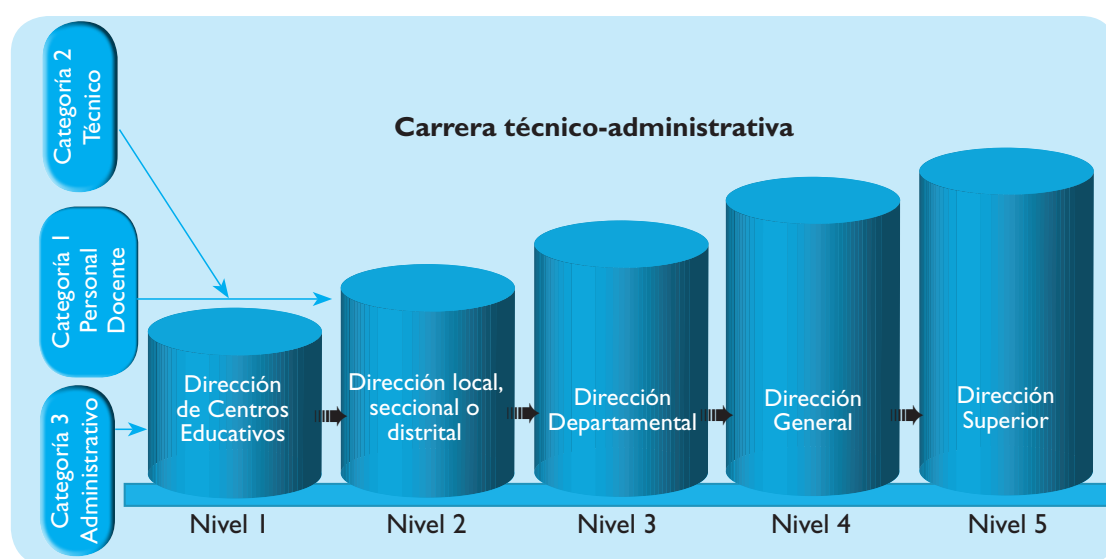 Carrera técnico-administrativa
Categoría 2
Técnico
Categoría 1
Personal
Docente
Categoría 3
Administrativo
Dirección
de Centros
Educativos
Dirección local,
seccional o
distrital
Dirección
Departamental
Dirección
General
Dirección
Superior
Nivel 1
Nivel 2
Nivel 3
Nivel 4
Nivel 5